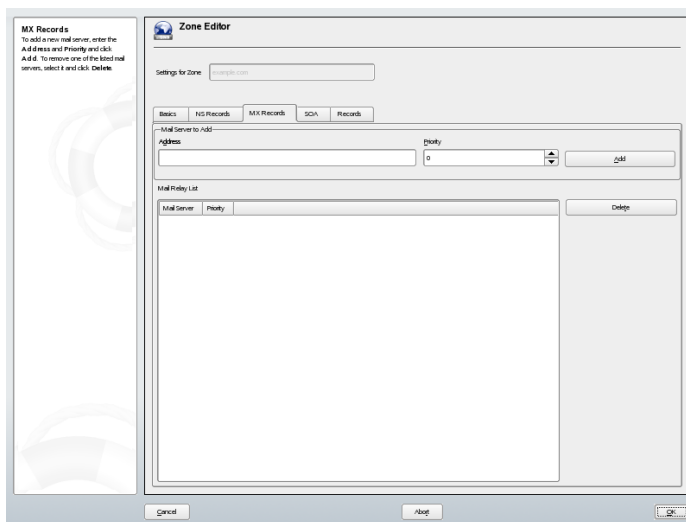 MX Records
To add a new mail server, enter the
Address and Priority and click
Add. To remove one of the listed mail
servers, select it and click Delete.
Zone Editor
Settings for Zone
example.com
Basics
NS Records
MX Records
SOA
Records
Mail Server to Add
Address
Priority
0
Add
Mail Relay List
Mail Server
Priority
Delete
Cancel
Abort
OK